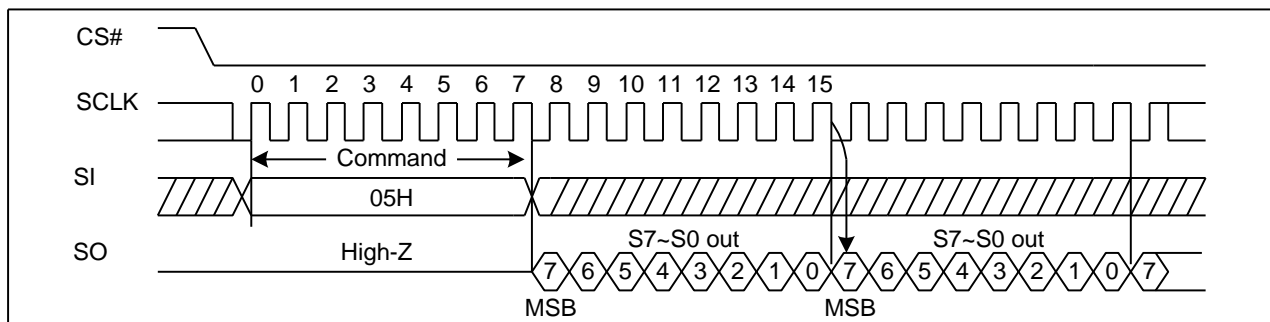 CS#
0 1 2 3 4 5 6 7 8 9 10 11 12 13 14 15
SCLK
Command
SI
05H
S7~S0 out S7~S0 out
SO High-Z
7 6 5 4 3 2 1 0 7 6 5 4 3 2 1 0 7
MSB MSB